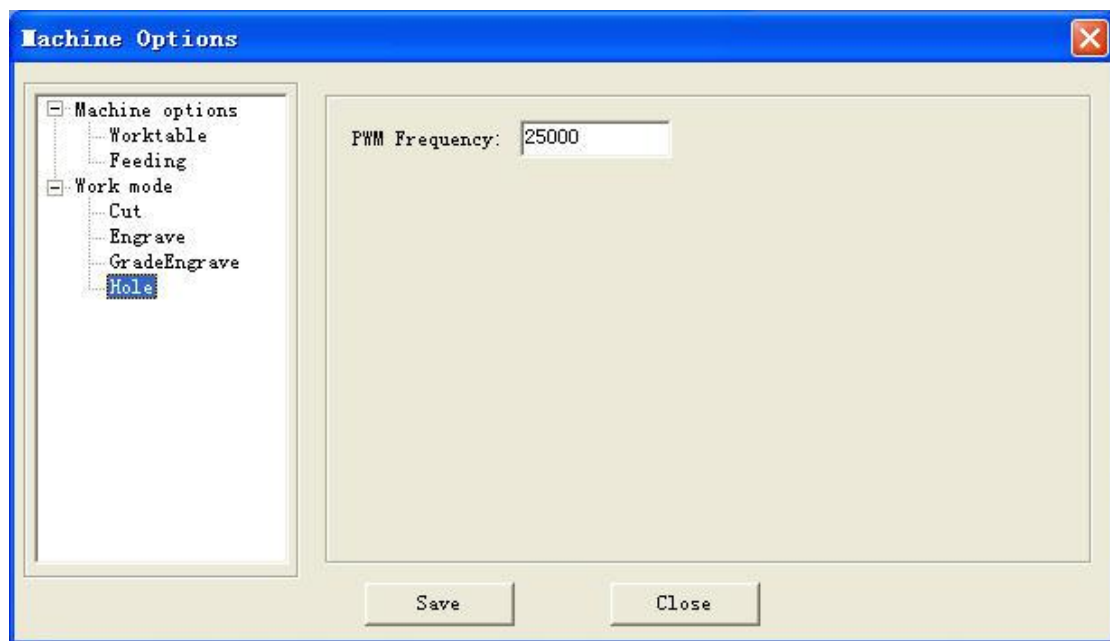 Machine Options
Machine options
Worktable
Feeding
Work mode
Cut
Engrave
GradeEngrave
Hole
PWM Frequency: 25000
Save Close